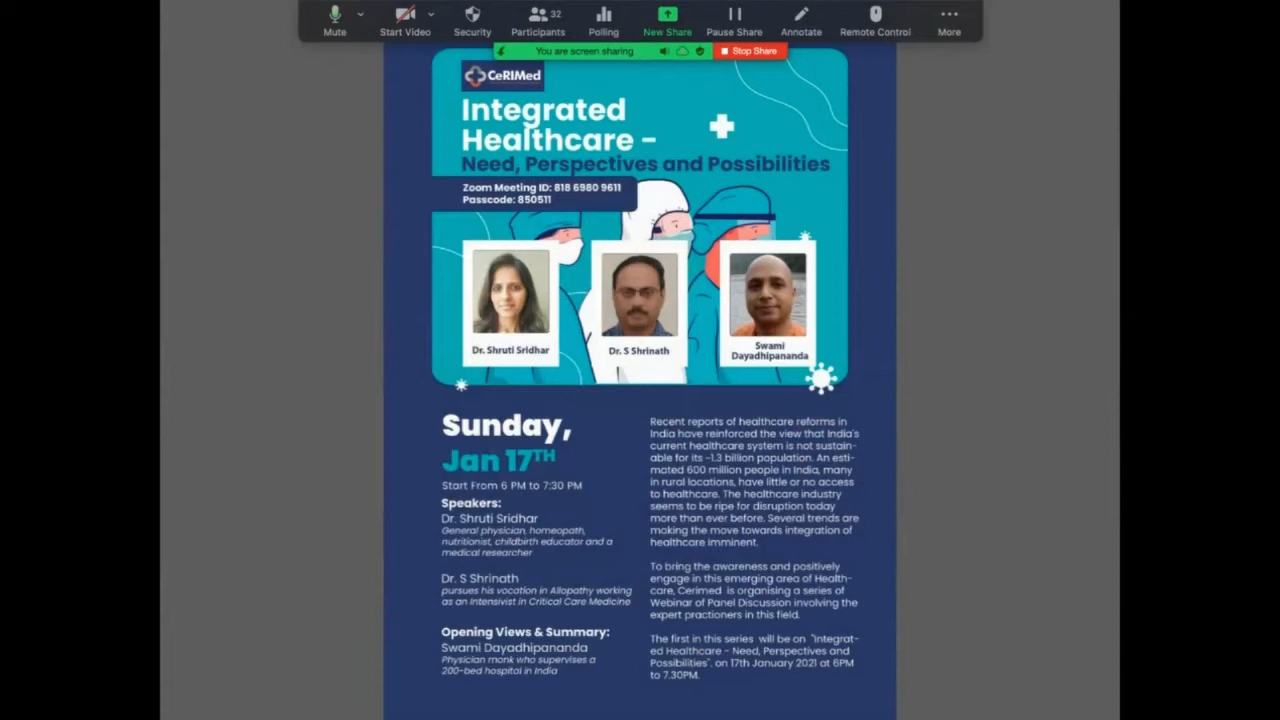 Mute
Start Video
Security
32
Participants
Polling
New Share
Pause Share
Annotate
Remote Control
More
You are screen sharing
Stop Share
CeRIMed
Integrated
Healthcare -
Need, Perspectives and Possibilities
Zoom Meeting ID: 818 6980 9611
Passcode: 850511
Dr. Shruti Sridhar
Dr. S Shrinath
Swami
Dayadhipananda
Sunday,
Jan 17TH
Start From 6 PM to 7:30 PM
Speakers:
Dr. Shruti Sridhar
General physician, homeopath,
nutritionist, childbirth educator and a
medical researcher
Dr. S Shrinath
pursues his vocation in Allopathy working
as an Intensivist in Critical Care Medicine
Opening Views & Summary:
Swami Dayadhipananda
Physician monk who supervises a
200-bed hospital in India
Recent reports of healthcare reforms in
India have reinforced the view that India's
current healthcare system is not sustain-
able for its ~1.3 billion population. An esti-
mated 600 million people in India, many
in rural locations, have little or no access
to healthcare. The healthcare industry
seems to be ripe for disruption today
more than ever before. Several trends are
making the move towards integration of
healthcare imminent.
To bring the awareness and positively
engage in this emerging area of Health-
care, Cerimed is organising a series of
Webinar of Panel Discussion involving the
expert practioners in this field.
The first in this series will be on "Integrat-
ed Healthcare - Need, Perspectives and
Possibilities". on 17th January 2021 at 6PM
to 7.30PM.